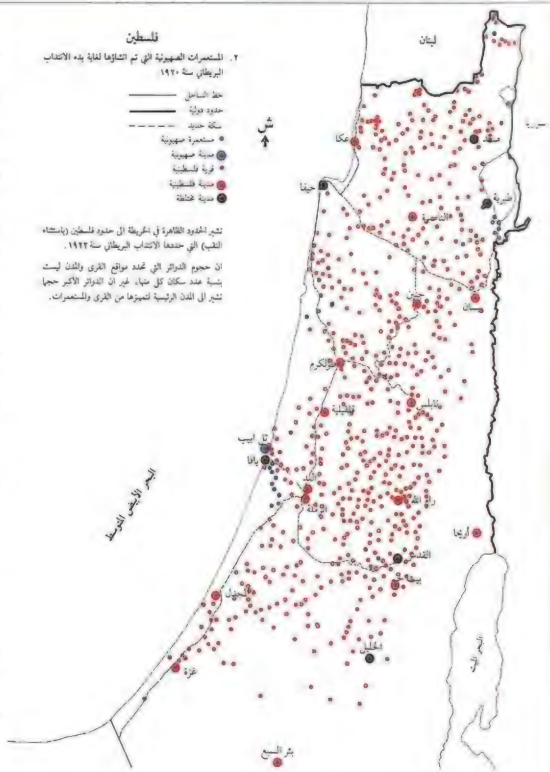 فلسطين
٢. المستعمرات الصهيونية التي تم انشاؤها لغاية بدء الانتداب
البريطاني سنة ١٩٢٠
خط الساحل
حدود دولية
سكة حديد
مستعمرة صهيونية
مدينة صهيونية
قرية فلسطينية
مدينة فلسطينية
مدينة مختلطة
تشير الحدود الظاهرة في الخريطة الى حدود فلسطين (باستثناء
النقب) التي حددها الانتداب البريطاني سنة ١٩٢٢.
ان حجوم الدوائر التي تحدد مواقع القرى والمدن ليست
بنسبة عدد سكان كل منها، غير ان الدوائر الأكبر حجما
تشير الى المدن الرئيسية لتمييزها من القرى والمستعمرات.
ش
لبنان
سوريا
عكا
صفد
حيفا
طبرية
الناصرة
جنين
بيسان
طولكرم
نابلس
قلقيلية
تل ابيب
يافا
اللد
الرملة
رام الله
أريحا
القدس
بيت لحم
المجدل
الخليل
غزة
بئر السبع
البحر الأبيض المتوسط
البحر الميت